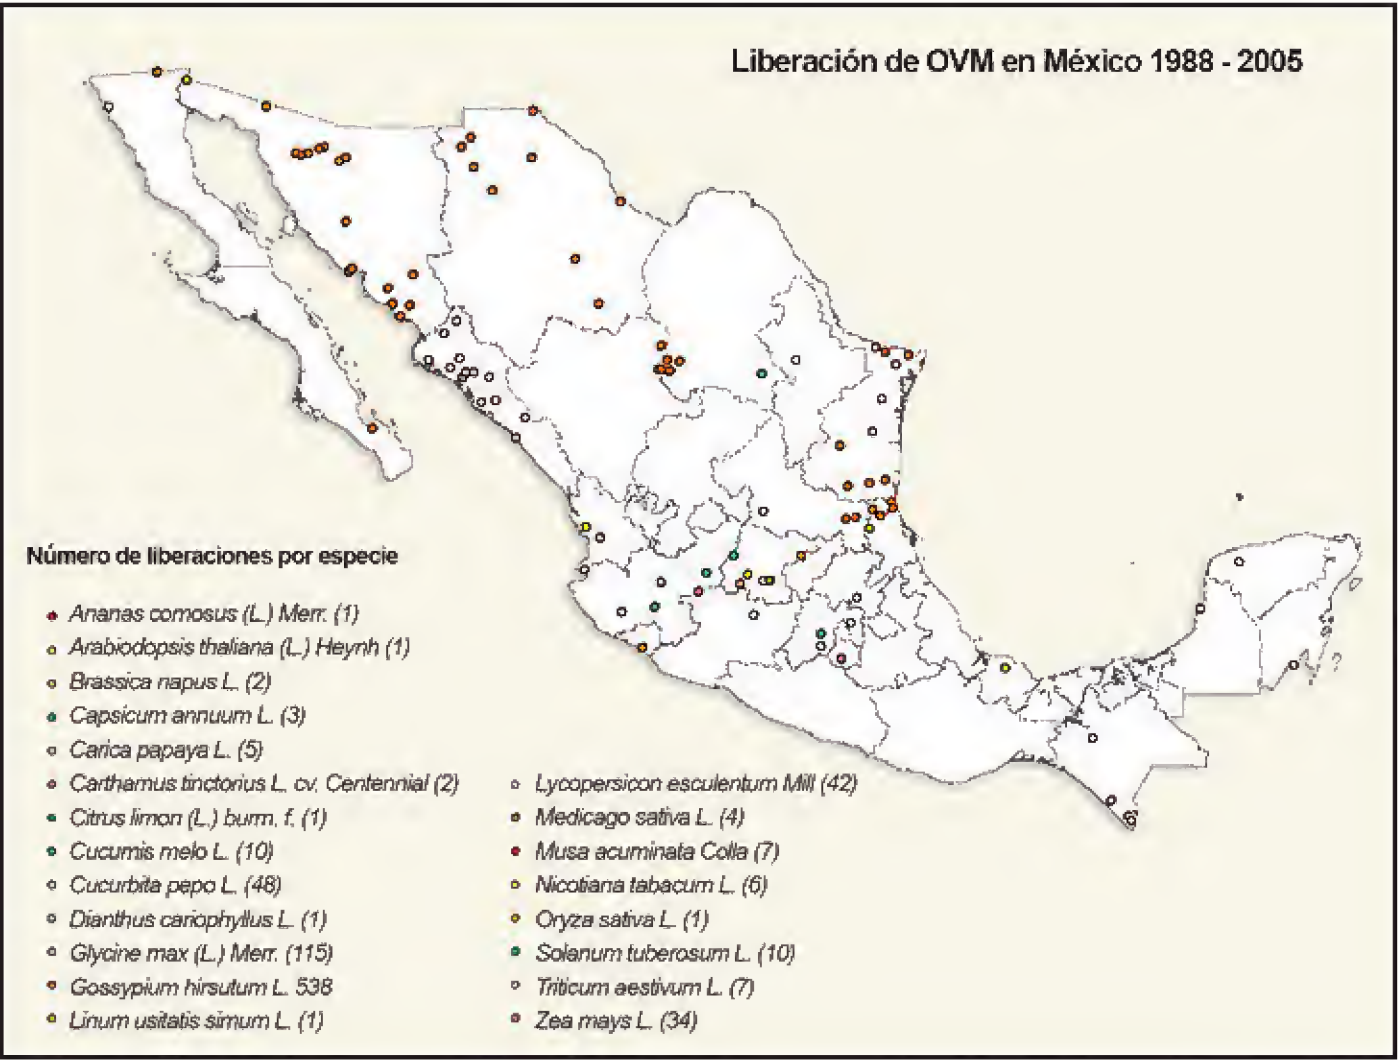 Liberación de OVM en México 1988 - 2005
Número de liberaciones por especie
Ananas comosus (L.) Merr. (1)
Arabiodopsis thaliana (L.) Heynh (1)
Brassica napus L. (2)
Capsicum annuum L. (3)
Carica papaya L. (5)
Carthamus tinctorius L. cv. Centennial (2)
Citrus limon (L.) burm. f. (1)
Cucumis melo L. (10)
Cucurbita pepo L. (48)
Dianthus cariophyllus L. (1)
Glycine max (L.) Merr. (115)
Gossypium hirsutum L. 538
Linum usitatis simum L. (1)
Lycopersicon esculentum Mill (42)
Medicago sativa L. (4)
Musa acuminata Colla (7)
Nicotiana tabacum L. (6)
Oryza sativa L. (1)
Solanum tuberosum L. (10)
Triticum aestivum L. (7)
Zea mays L. (34)